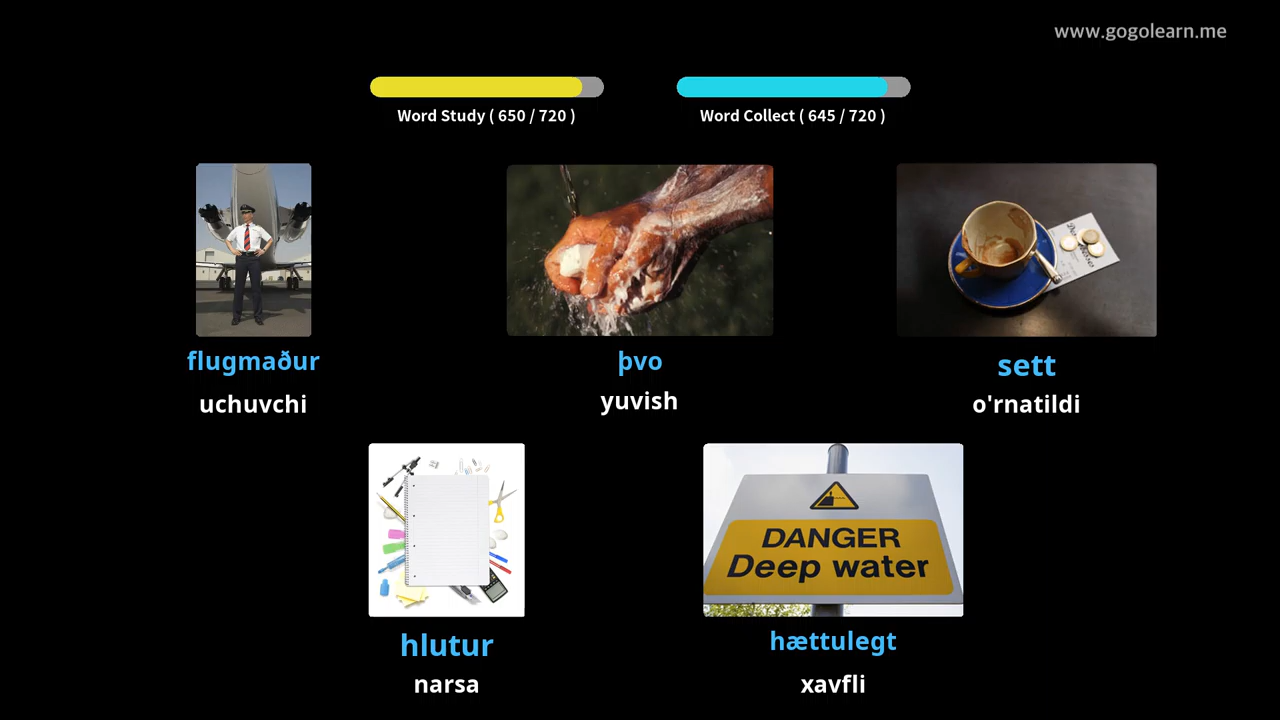 www.gogolearn.me
Word Study ( 650 / 720 )
Word Collect ( 645 / 720 )
flugmaður
uchuvchi
þvo
yuvish
sett
o'rnatildi
hlutur
narsa
DANGER
Deep water
hættulegt
xavfli